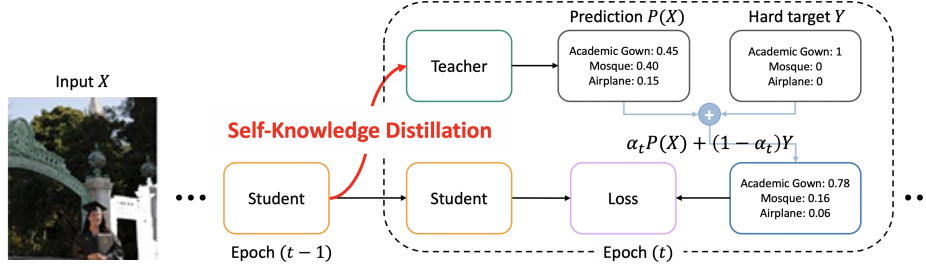 Prediction P(X)
Hard target Y
Teacher
Academic Gown: 0.45
Mosque: 0.40
Airplane: 0.15
Academic Gown: 1
Mosque: 0
Airplane: 0
Input X
+
Self-Knowledge Distillation
α_t P(X) + (1 − α_t)Y
•••
Student
Student
Loss
Academic Gown: 0.78
Mosque: 0.16
Airplane: 0.06
Epoch (t − 1)
Epoch (t)